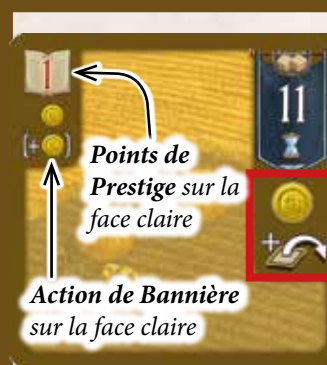 1
11
[+ ]
Points de
Prestige sur la
face claire
+
Action de Bannière
sur la face claire